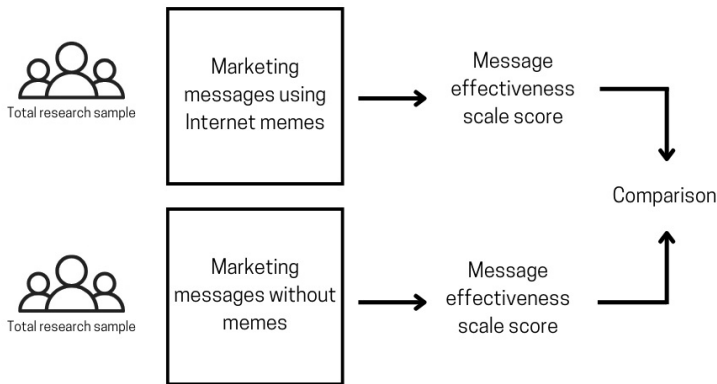 Total research sample
Marketing
messages using
Internet memes
Message
effectiveness
scale score
Comparison
Total research sample
Marketing
messages without
memes
Message
effectiveness
scale score